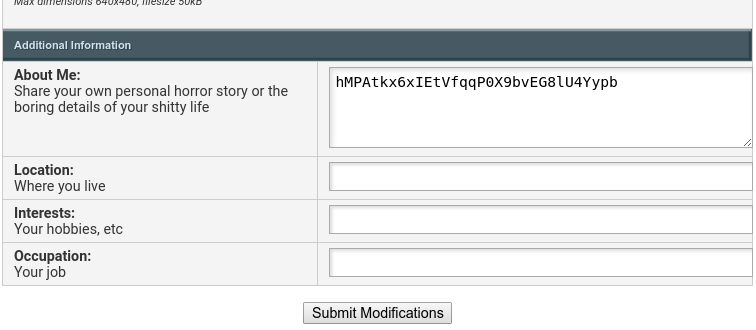 Max dimensions 640x480, filesize 50kB
Additional Information
About Me:
Share your own personal horror story or the
boring details of your shitty life
hMPAtkx6xIEtVfqqP0X9bvEG8lU4Yypb
Location:
Where you live
Interests:
Your hobbies, etc
Occupation:
Your job
Submit Modifications